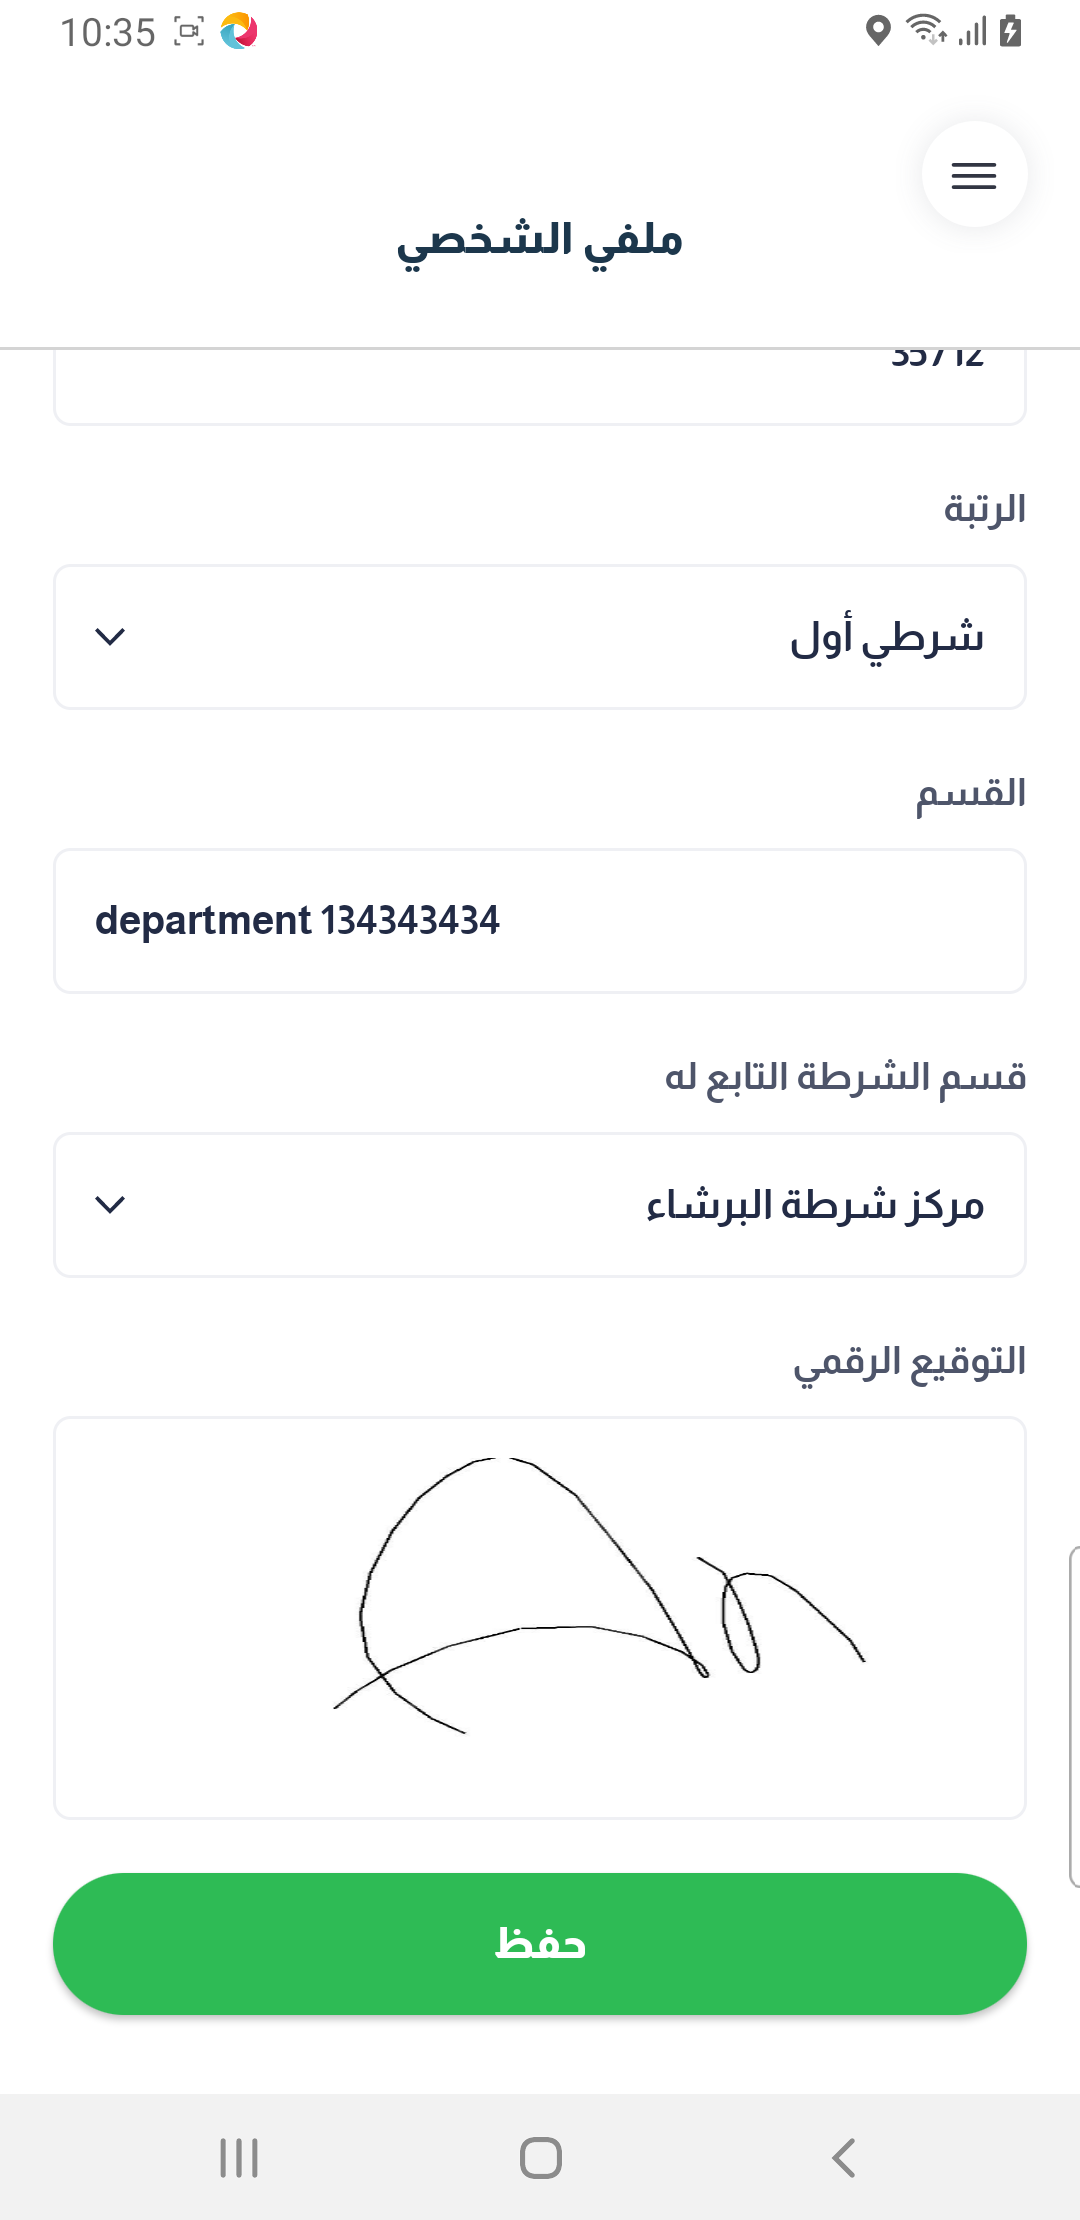 10:35
ملفي الشخصي
35712
الرتبة
شرطي أول
القسم
department 134343434
قسم الشرطة التابع له
مركز شرطة البرشاء
التوقيع الرقمي
حفظ